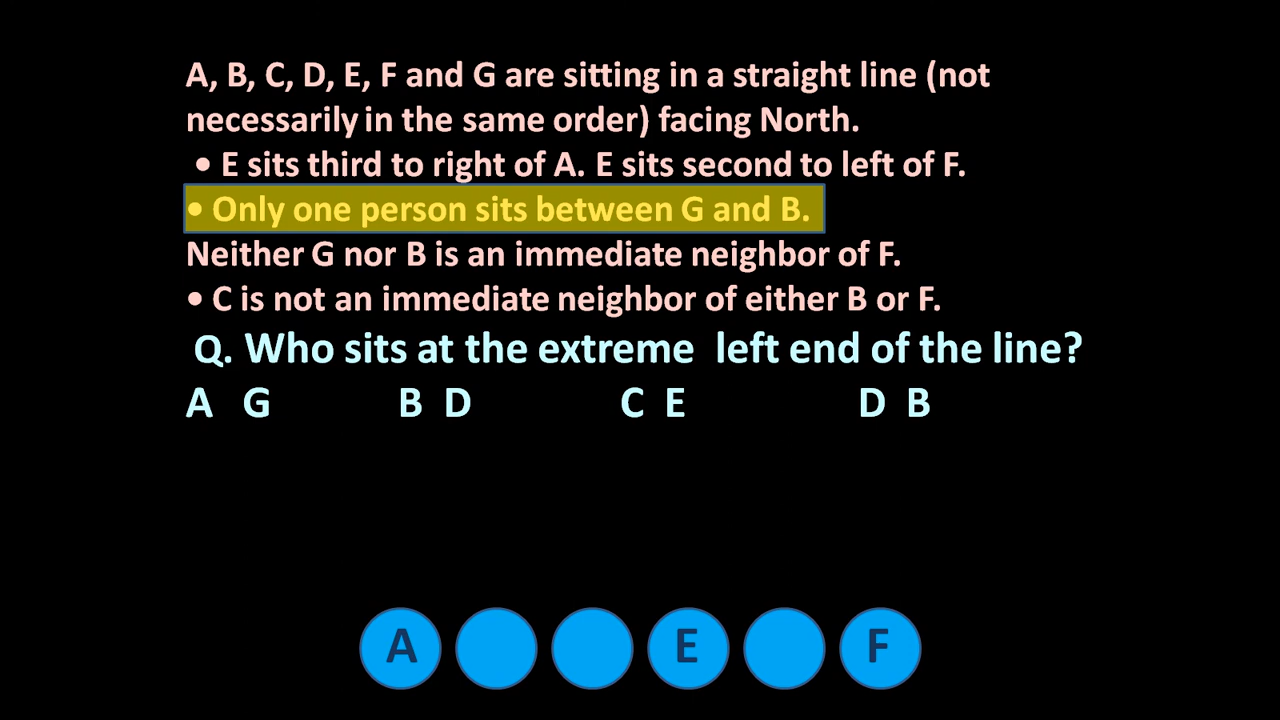 A, B, C, D, E, F and G are sitting in a straight line (not
necessarily in the same order) facing North.
• E sits third to right of A. E sits second to left of F.
• Only one person sits between G and B.
Neither G nor B is an immediate neighbor of F.
• C is not an immediate neighbor of either B or F.
Q. Who sits at the extreme left end of the line?
A G B D C E D B
A E F